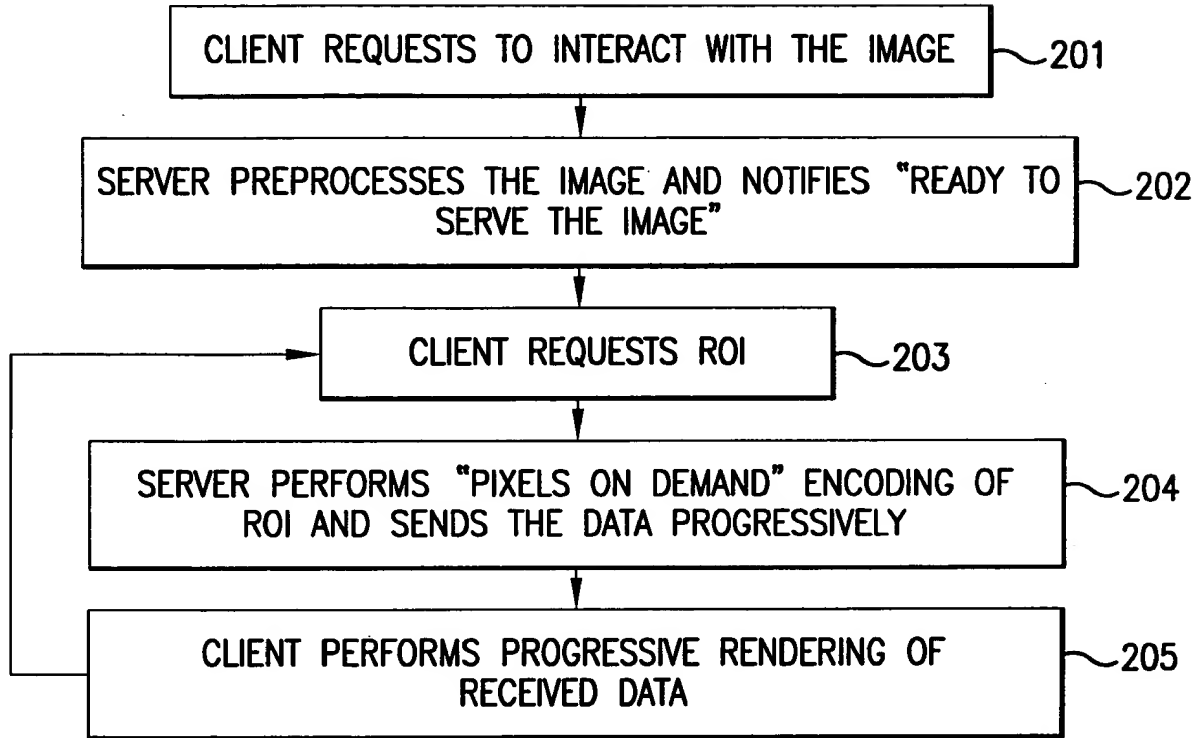 CLIENT REQUESTS TO INTERACT WITH THE IMAGE
201
SERVER PREPROCESSES THE IMAGE AND NOTIFIES "READY TO
SERVE THE IMAGE"
202
CLIENT REQUESTS ROI
203
SERVER PERFORMS "PIXELS ON DEMAND" ENCODING OF
ROI AND SENDS THE DATA PROGRESSIVELY
204
CLIENT PERFORMS PROGRESSIVE RENDERING OF
RECEIVED DATA
205